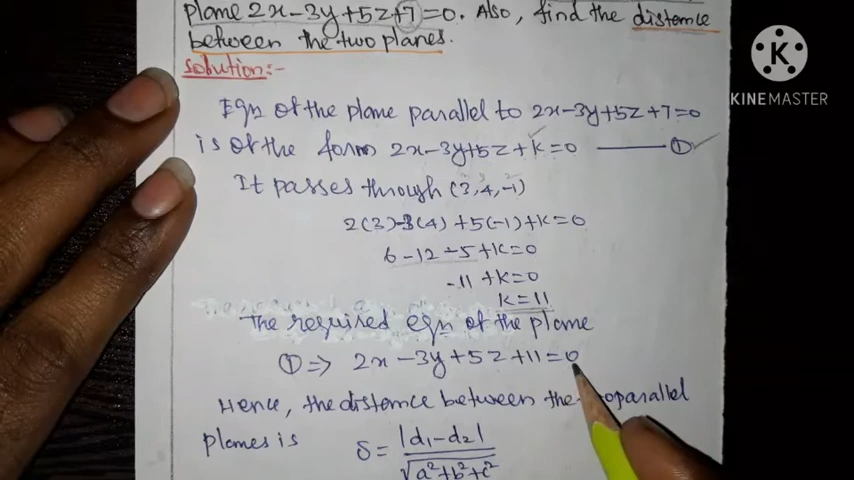 plane 2x-3y+5z+7=0. Also, find the distance
between the two planes.
solution:-
Eqn of the plane parallel to 2x-3y+5z+7=0
is of the form 2x-3y+5z+k=0 ——— ①
It passes through (3,4,-1)
2(3)-3(4)+5(-1)+k=0
6-12-5+k=0
-11+k=0
k=11
The required eqn of the plane
①⇒ 2x-3y+5z+11=0
Hence, the distance between the parallel
planes is δ = |d₁-d₂| / √a²+b²+c²
K
KINEMASTER